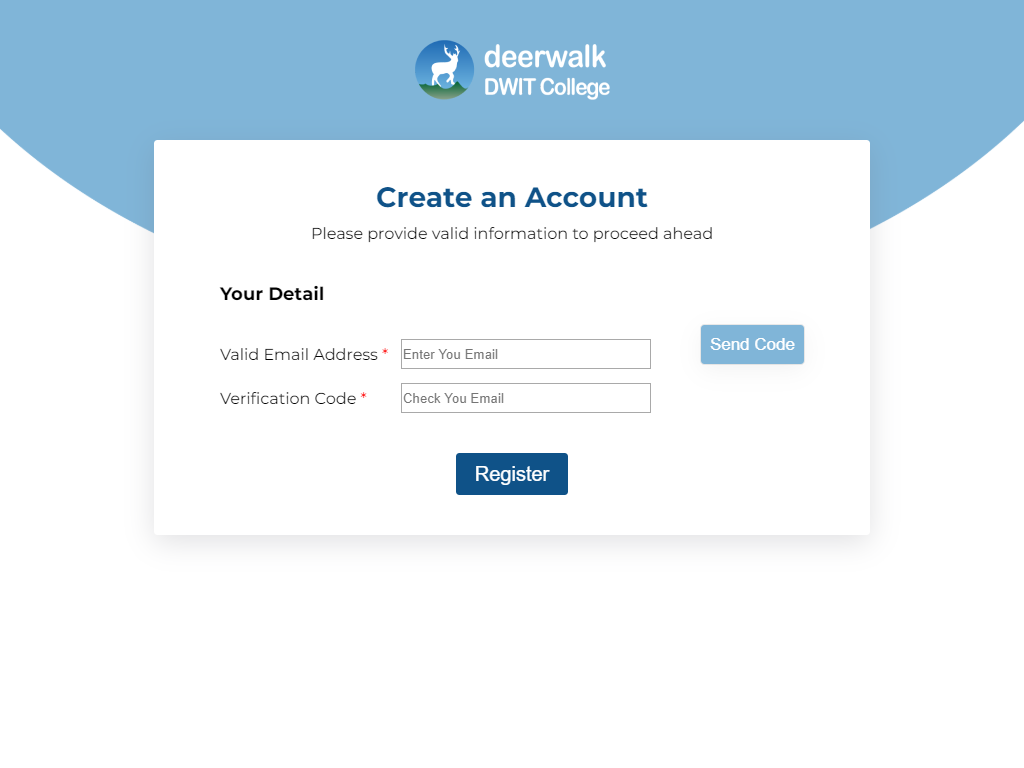 deerwalk
DWIT College
Create an Account
Please provide valid information to proceed ahead
Your Detail
Valid Email Address * Enter You Email Send Code
Verification Code * Check You Email
Register